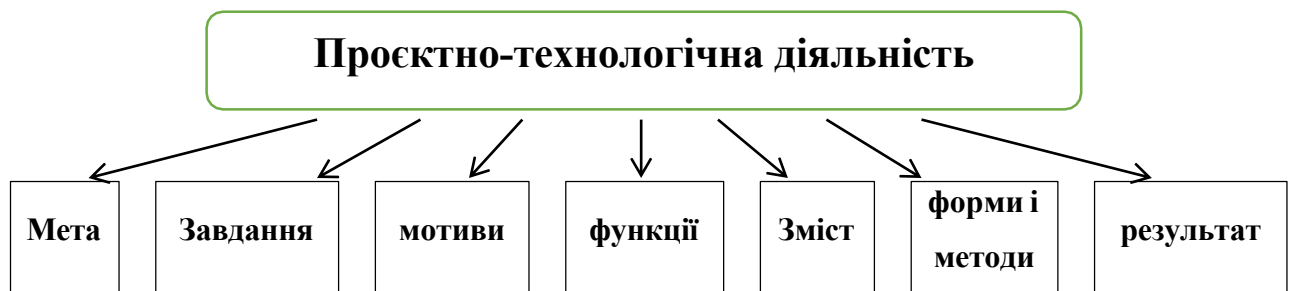 Проєктно-технологічна діяльність
Мета
Завдання
мотиви
функції
Зміст
форми і
методи
результат